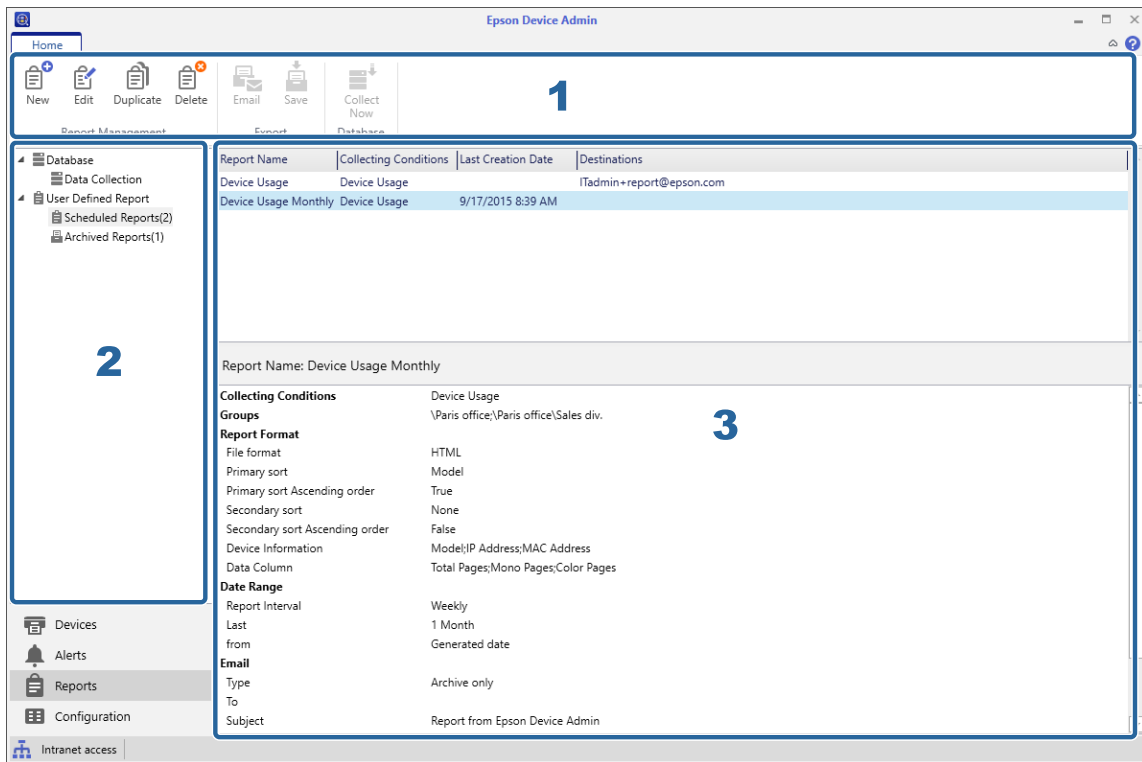 Epson Device Admin
Home
New Edit Duplicate Delete Email Save Collect Now
Report Management Export Database
1
Database
Data Collection
User Defined Report
Scheduled Reports(2)
Archived Reports(1)
2
Report Name Collecting Conditions Last Creation Date Destinations
Device Usage Device Usage ITadmin+report@epson.com
Device Usage Monthly Device Usage 9/17/2015 8:39 AM
Report Name: Device Usage Monthly
Collecting Conditions Device Usage
Groups \Paris office;\Paris office\Sales div.
3
Report Format
File format HTML
Primary sort Model
Primary sort Ascending order True
Secondary sort None
Secondary sort Ascending order False
Device Information Model;IP Address;MAC Address
Data Column Total Pages;Mono Pages;Color Pages
Date Range
Report Interval Weekly
Last 1 Month
from Generated date
Email
Type Archive only
To
Subject Report from Epson Device Admin
Devices
Alerts
Reports
Configuration
Intranet access